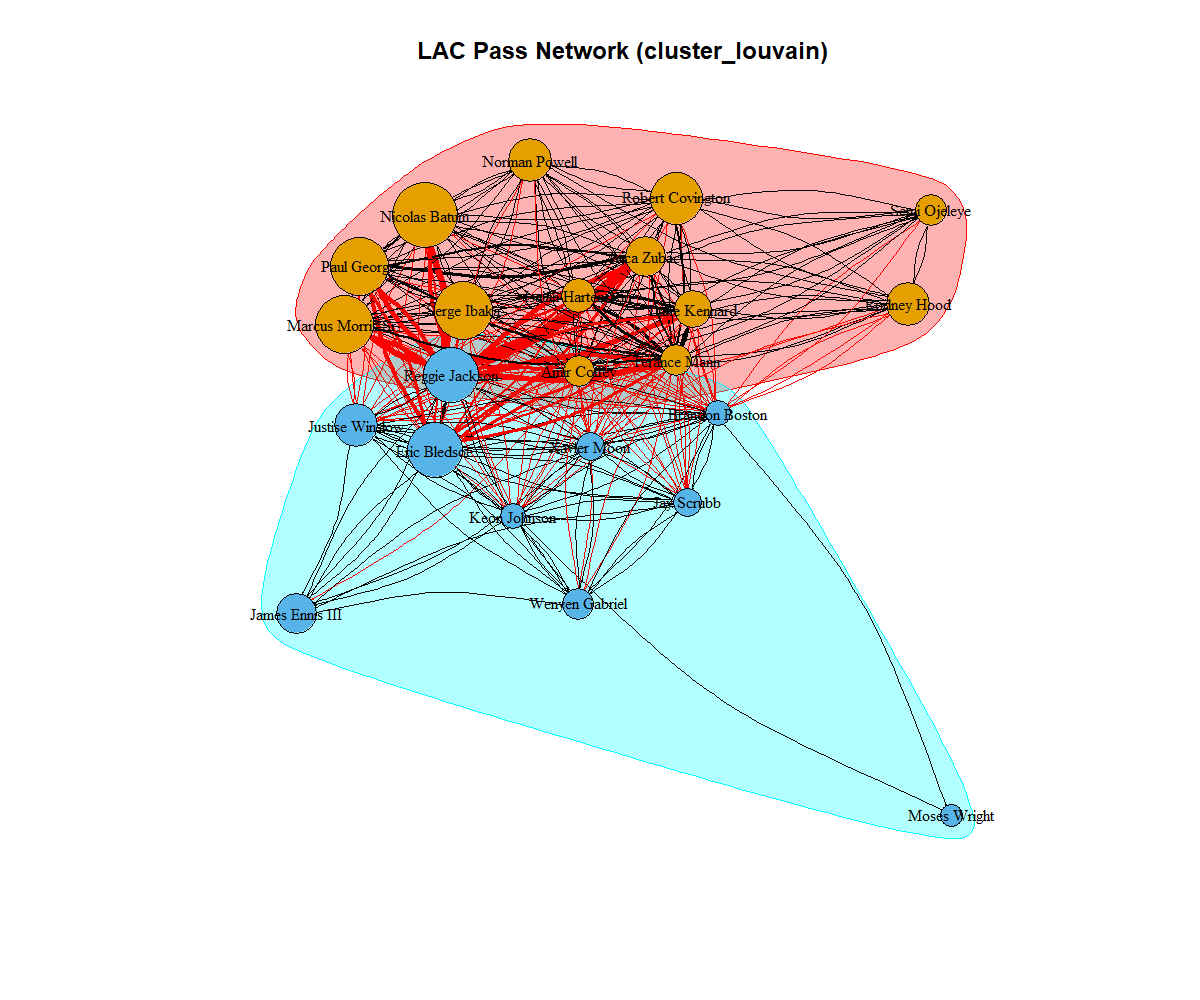 LAC Pass Network (cluster_louvain)
Norman Powell
Robert Covington
Semi Ojeleye
Nicolas Batum
Ivica Zubac
Paul George
Rodney Hood
Serge Ibaka
Luke Kennard
Marcus Morris Sr.
Terance Mann
Amir Coffey
Reggie Jackson
Brandon Boston
Justise Winslow
Xavier Moon
Eric Bledsoe
Jay Scrubb
Keon Johnson
Wenyen Gabriel
James Ennis III
Moses Wright